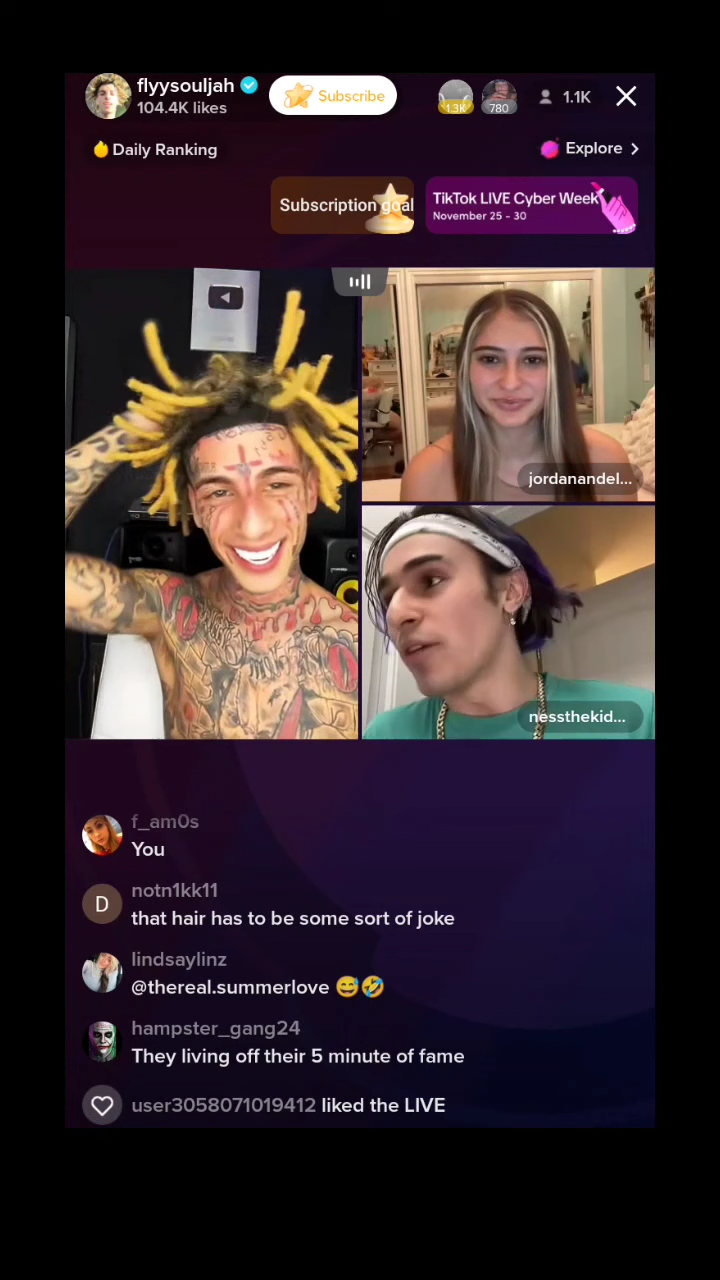 flyysouljah
104.4K likes
Subscribe
1.3K
780
1.1K
Daily Ranking
Explore
Subscription goal
TikTok LIVE Cyber Week
November 25 - 30
jordanandel...
nessthekid...
f_am0s
You
notn1kk11
D
that hair has to be some sort of joke
lindsaylinz
@thereal.summerlove 😅🤣
hampster_gang24
They living off their 5 minute of fame
user3058071019412 liked the LIVE